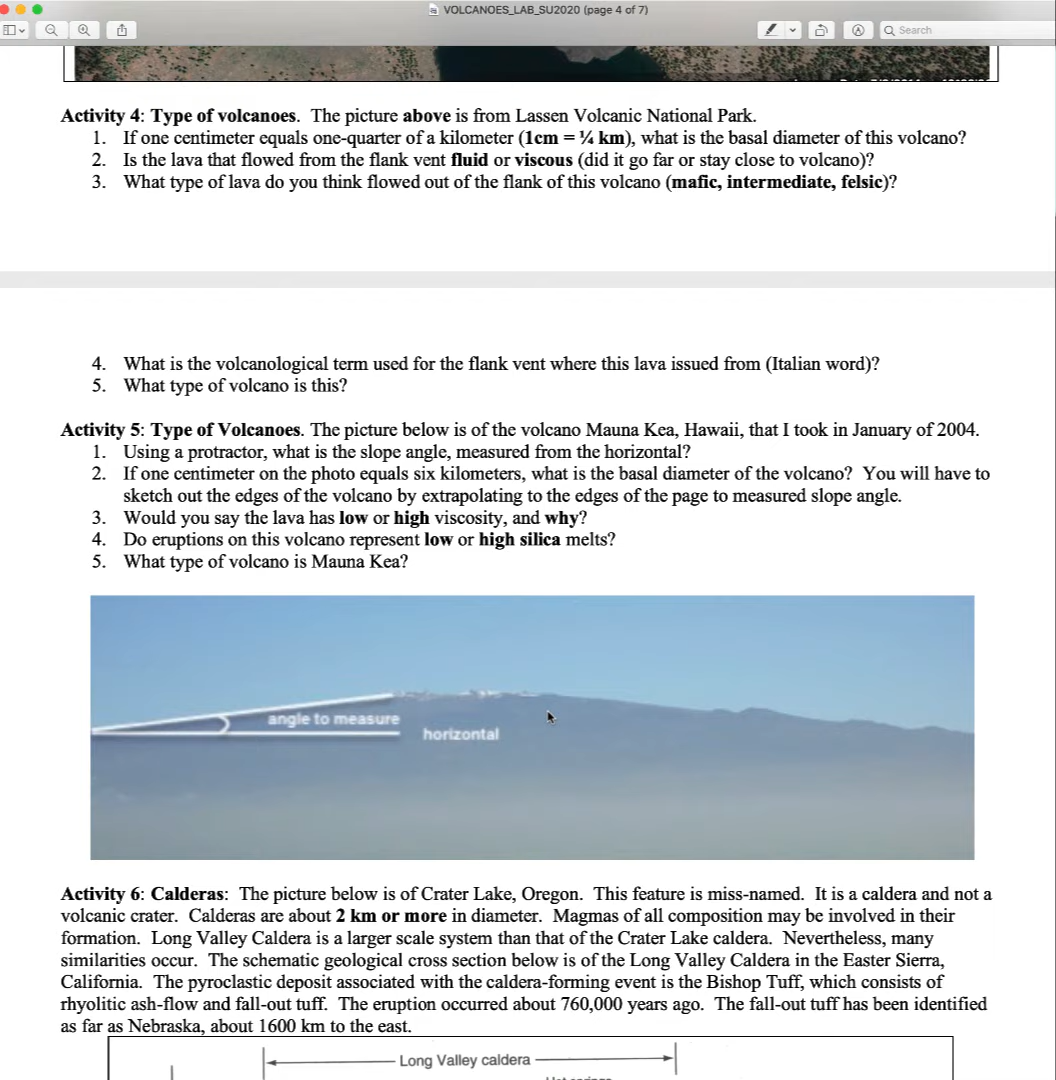 VOLCANOES_LAB_SU2020 (page 4 of 7)
Search
Activity 4: Type of volcanoes. The picture above is from Lassen Volcanic National Park.
1. If one centimeter equals one-quarter of a kilometer (1cm = ¼ km), what is the basal diameter of this volcano?
2. Is the lava that flowed from the flank vent fluid or viscous (did it go far or stay close to volcano)?
3. What type of lava do you think flowed out of the flank of this volcano (mafic, intermediate, felsic)?
4. What is the volcanological term used for the flank vent where this lava issued from (Italian word)?
5. What type of volcano is this?
Activity 5: Type of Volcanoes. The picture below is of the volcano Mauna Kea, Hawaii, that I took in January of 2004.
1. Using a protractor, what is the slope angle, measured from the horizontal?
2. If one centimeter on the photo equals six kilometers, what is the basal diameter of the volcano? You will have to
sketch out the edges of the volcano by extrapolating to the edges of the page to measured slope angle.
3. Would you say the lava has low or high viscosity, and why?
4. Do eruptions on this volcano represent low or high silica melts?
5. What type of volcano is Mauna Kea?
angle to measure
horizontal
Activity 6: Calderas: The picture below is of Crater Lake, Oregon. This feature is miss-named. It is a caldera and not a
volcanic crater. Calderas are about 2 km or more in diameter. Magmas of all composition may be involved in their
formation. Long Valley Caldera is a larger scale system than that of the Crater Lake caldera. Nevertheless, many
similarities occur. The schematic geological cross section below is of the Long Valley Caldera in the Easter Sierra,
California. The pyroclastic deposit associated with the caldera-forming event is the Bishop Tuff, which consists of
rhyolitic ash-flow and fall-out tuff. The eruption occurred about 760,000 years ago. The fall-out tuff has been identified
as far as Nebraska, about 1600 km to the east.
Long Valley caldera